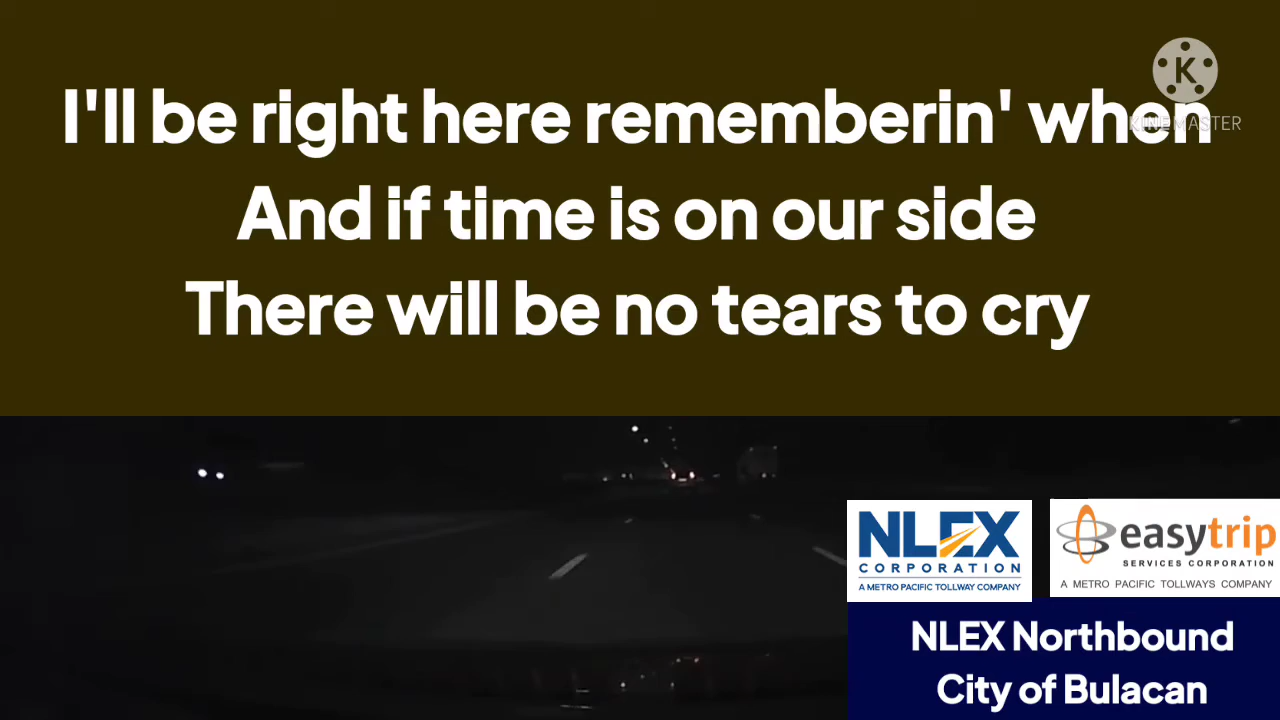 K
KINEMASTER
I'll be right here rememberin' when
And if time is on our side
There will be no tears to cry
NLEX
CORPORATION
A METRO PACIFIC TOLLWAY COMPANY
easytrip
SERVICES CORPORATION
A METRO PACIFIC TOLLWAYS COMPANY
NLEX Northbound
City of Bulacan